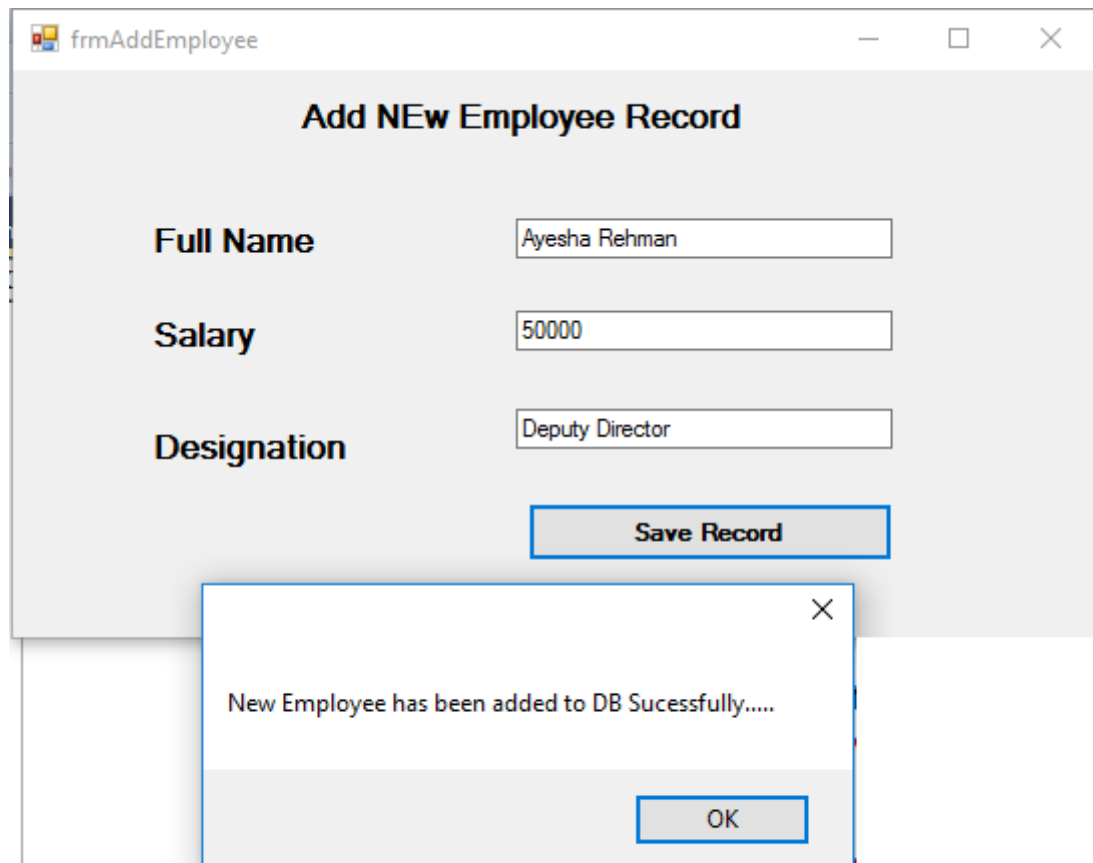 frmAddEmployee
Add NEw Employee Record
Full Name
Ayesha Rehman
Salary
50000
Designation
Deputy Director
Save Record
New Employee has been added to DB Sucessfully.....
OK